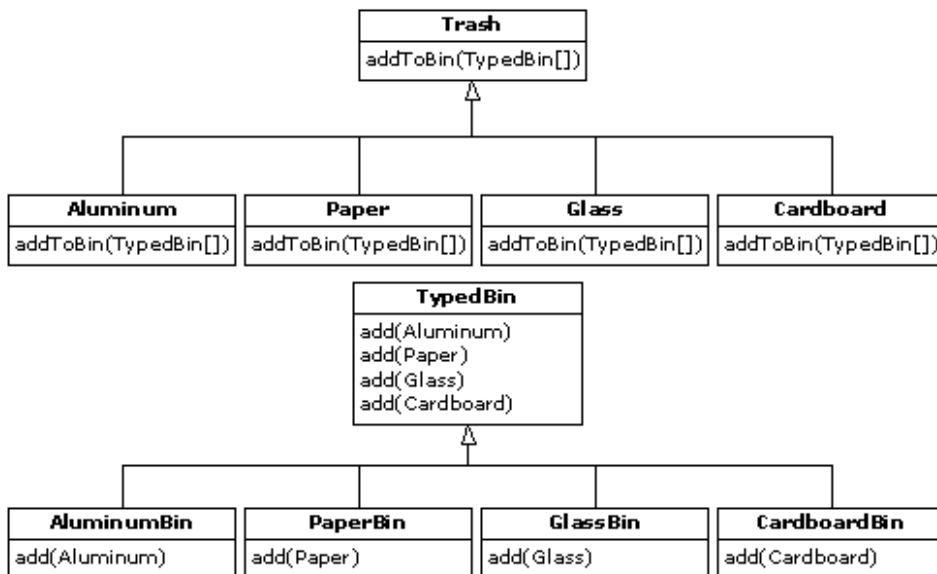 Trash
addToBin(TypedBin[])
Aluminum Paper Glass Cardboard
addToBin(TypedBin[]) addToBin(TypedBin[]) addToBin(TypedBin[]) addToBin(TypedBin[])
TypedBin
add(Aluminum)
add(Paper)
add(Glass)
add(Cardboard)
AluminumBin PaperBin GlassBin CardboardBin
add(Aluminum) add(Paper) add(Glass) add(Cardboard)